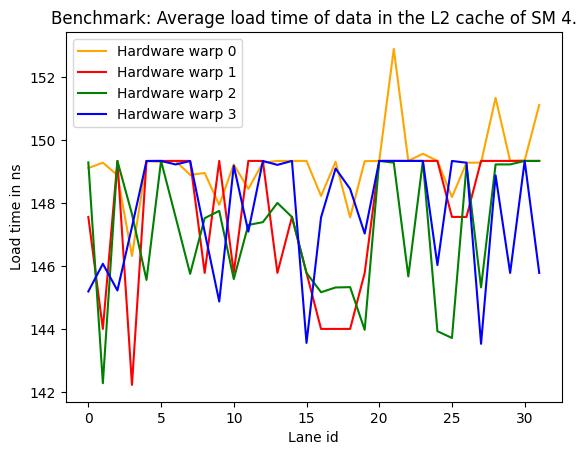 Benchmark: Average load time of data in the L2 cache of SM 4.
Hardware warp 0
Hardware warp 1
Hardware warp 2
Hardware warp 3
Load time in ns
152
150
148
146
144
142
0 5 10 15 20 25 30
Lane id